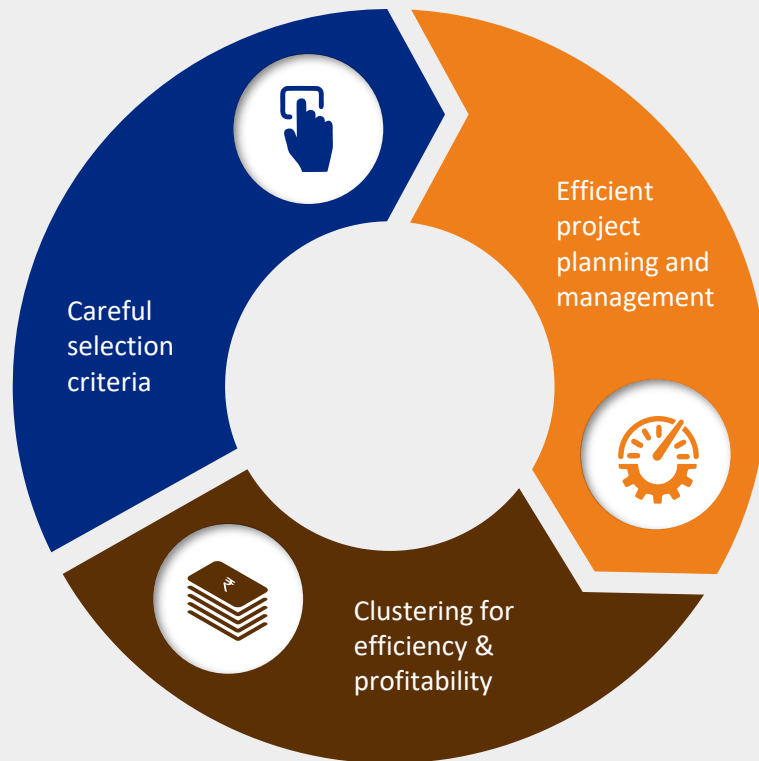 Careful
selection
criteria
Efficient
project
planning and
management
Clustering for
efficiency &
profitability
₹